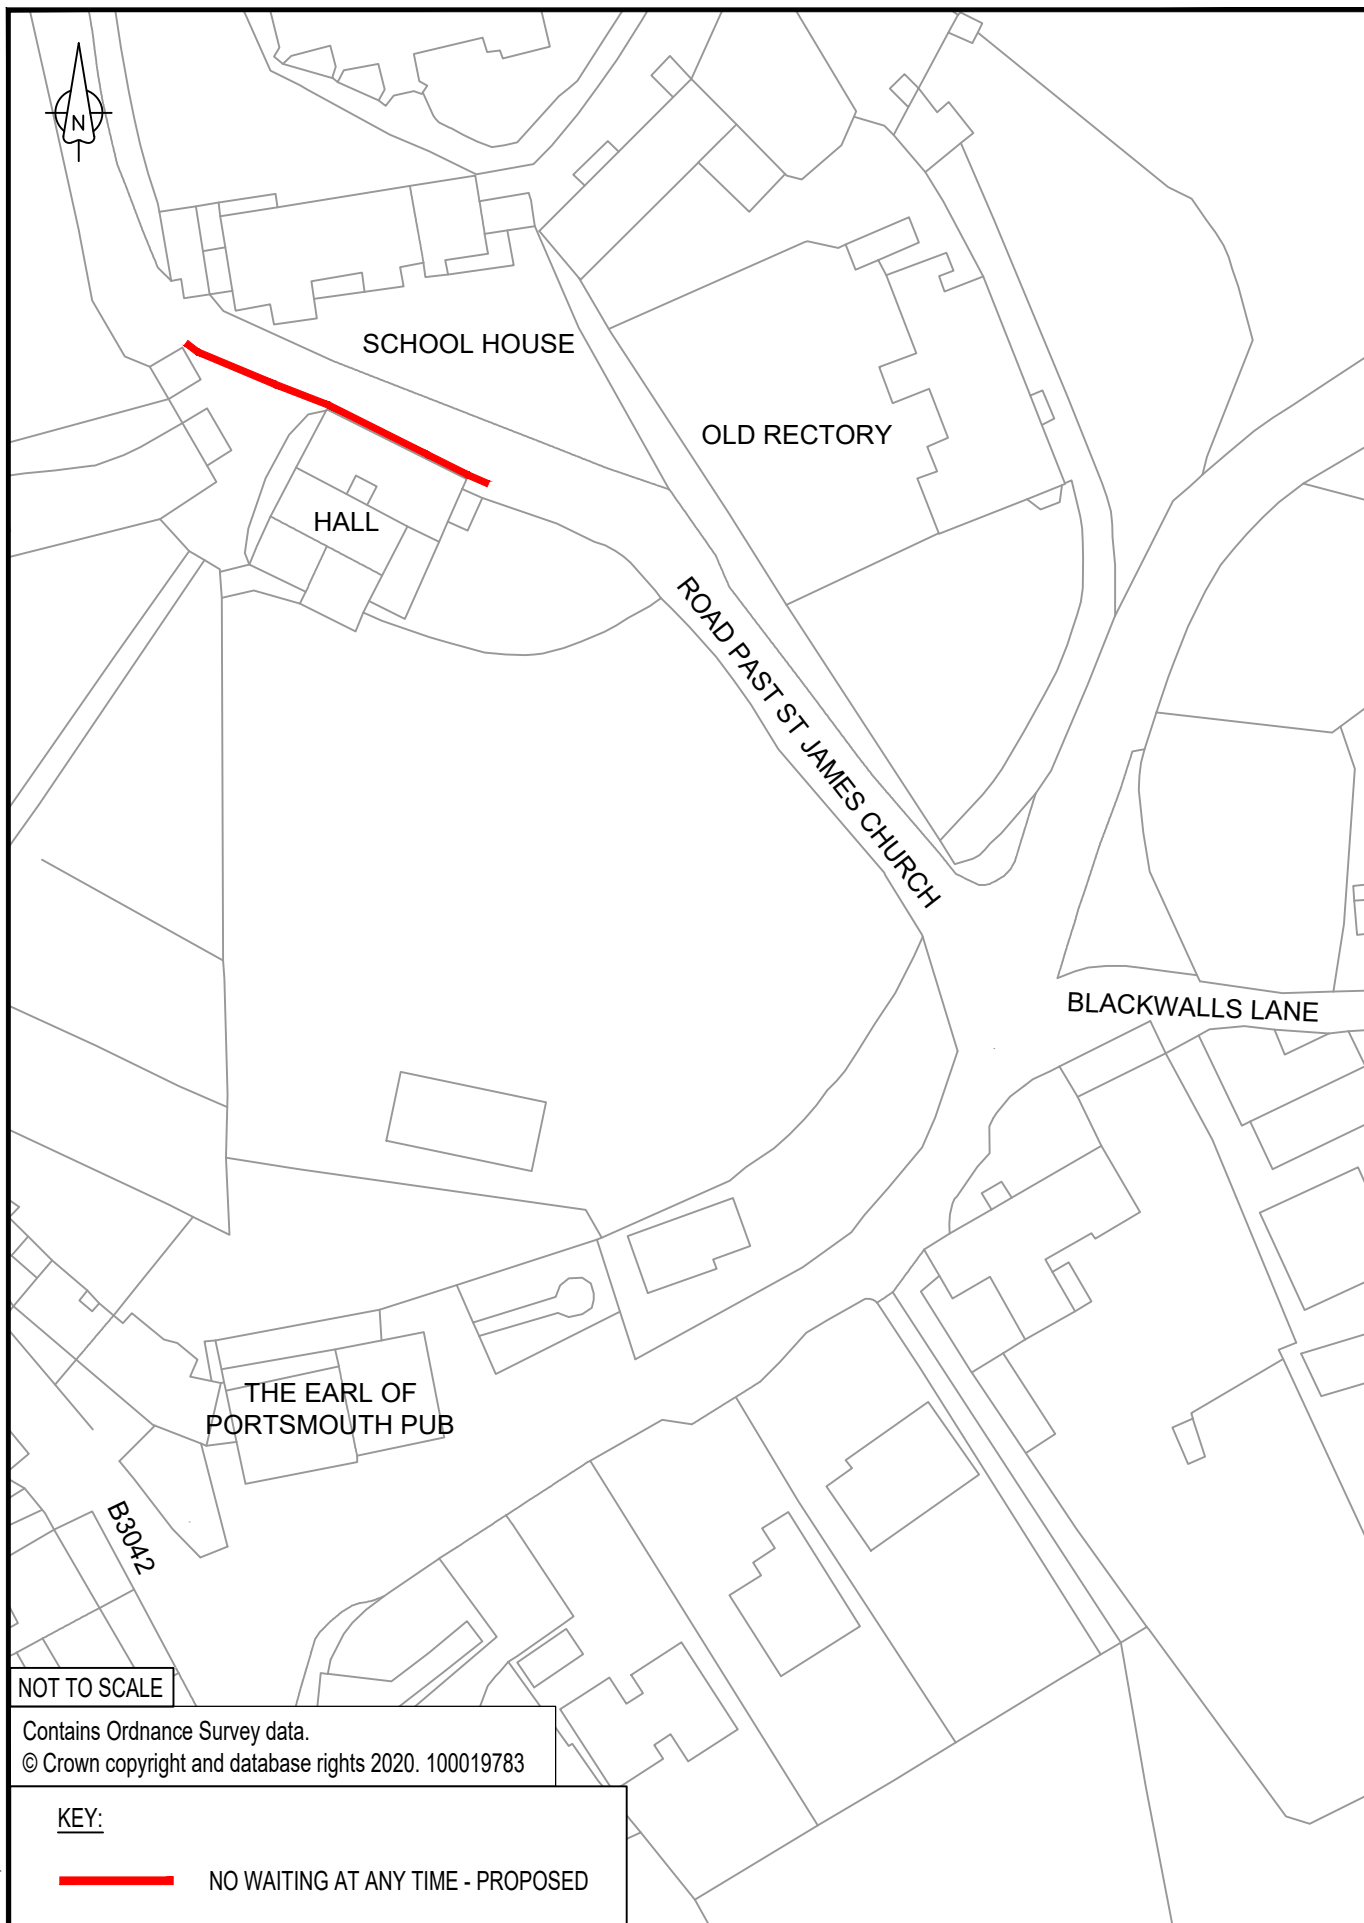 N
SCHOOL HOUSE
OLD RECTORY
HALL
ROAD PAST ST JAMES CHURCH
BLACKWALLS LANE
THE EARL OF
PORTSMOUTH PUB
B3042
NOT TO SCALE
Contains Ordnance Survey data.
© Crown copyright and database rights 2020. 100019783
KEY:
NO WAITING AT ANY TIME - PROPOSED